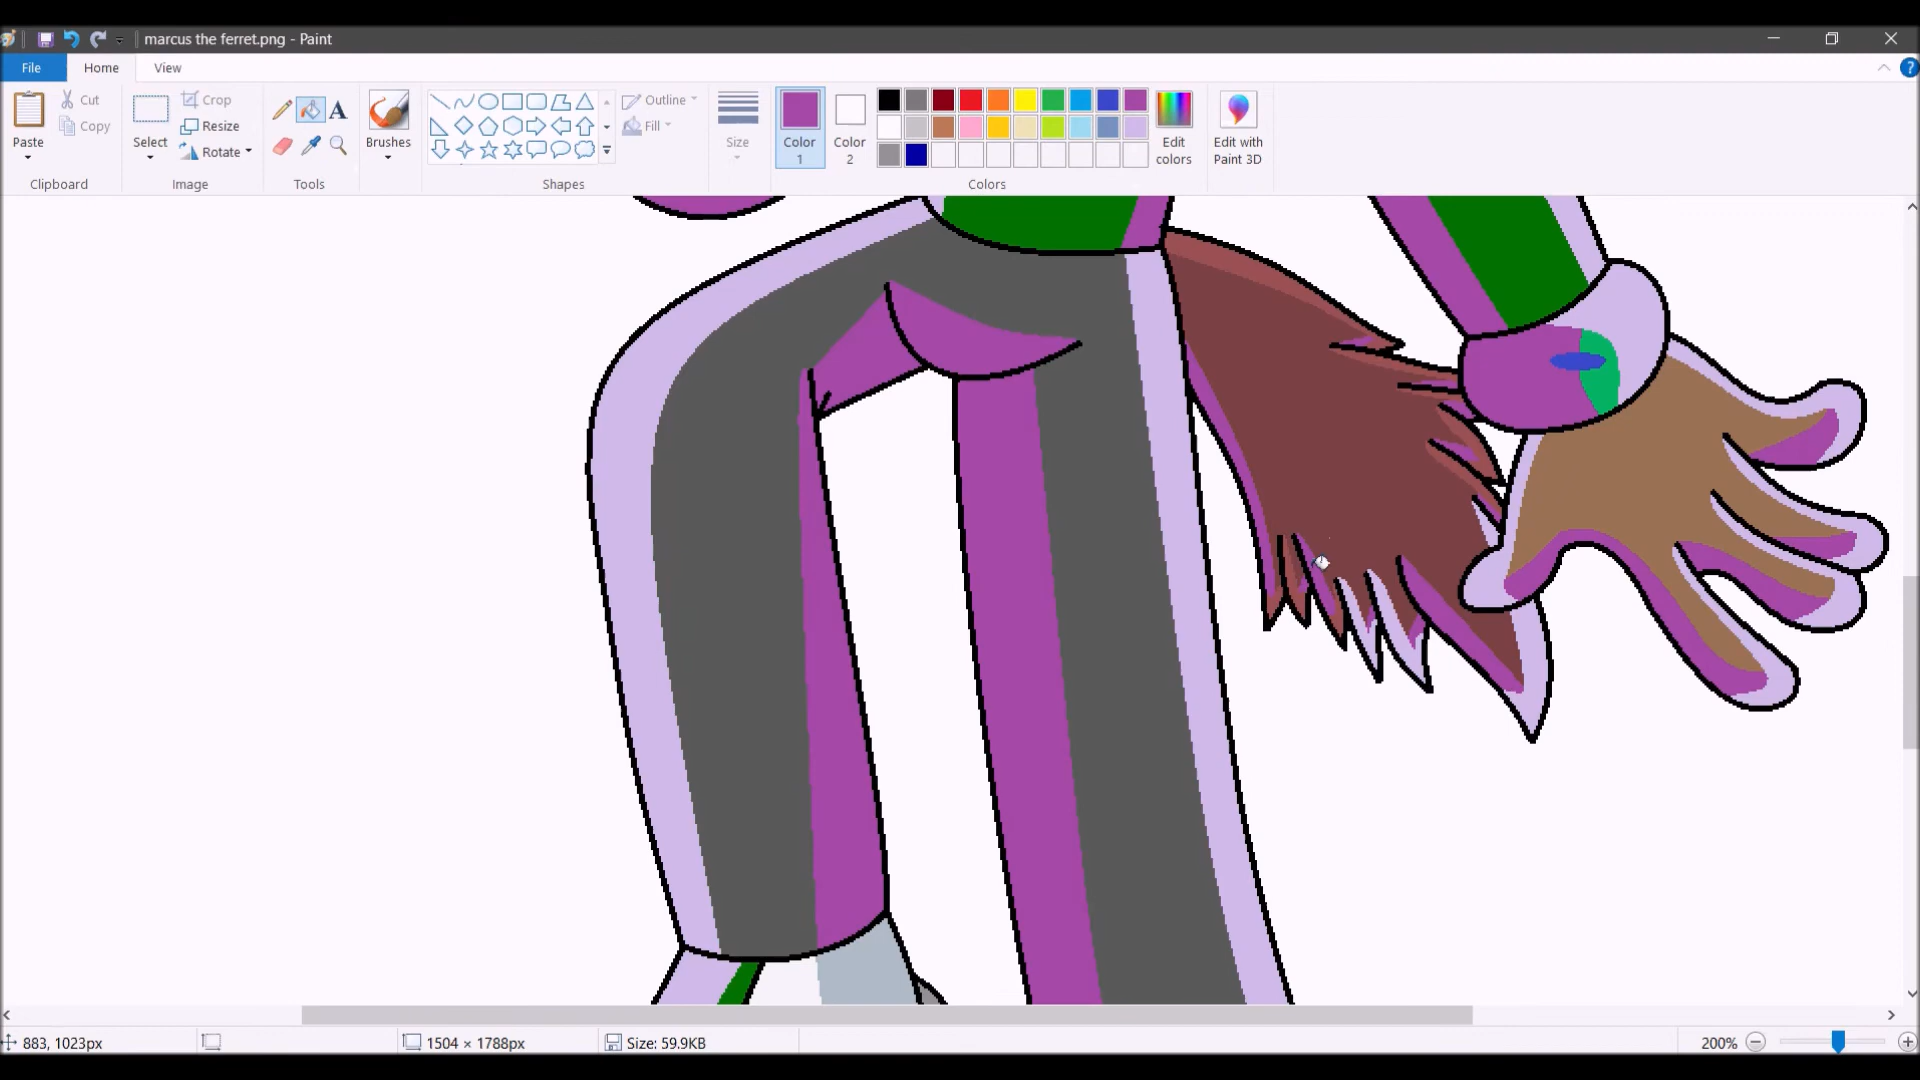 marcus the ferret.png - Paint
File Home View
Paste
Cut
Copy
Clipboard
Select
Crop
Resize
Rotate
Image
A
Tools
Brushes
Shapes
Outline
Fill
Size
Color 1
Color 2
Colors
Edit colors
Edit with Paint 3D
?
883, 1023px
1504 × 1788px
Size: 59.9KB
200%